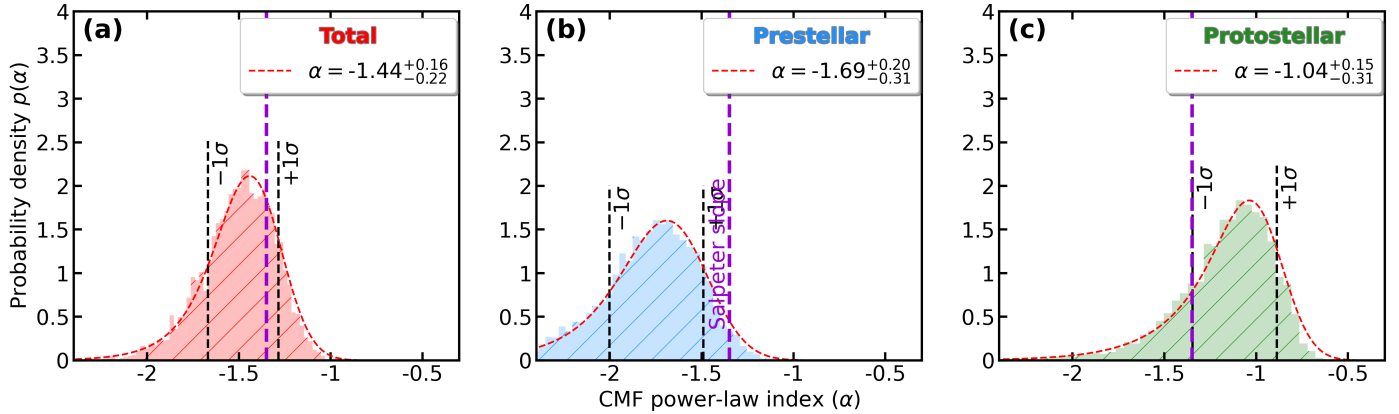 (a)
Total
α = -1.44+0.16−0.22
−1σ
+1σ
4
3.5
3
2.5
2
1.5
1
0.5
0
-2
-1.5
-1
-0.5
Probability density p(α)
(b)
Prestellar
α = -1.69+0.20−0.31
−1σ
+1σ
Salpeter slope
4
3.5
3
2.5
2
1.5
1
0.5
0
-2
-1.5
-1
-0.5
CMF power-law index (α)
(c)
Protostellar
α = -1.04+0.15−0.31
−1σ
+1σ
4
3.5
3
2.5
2
1.5
1
0.5
0
-2
-1.5
-1
-0.5